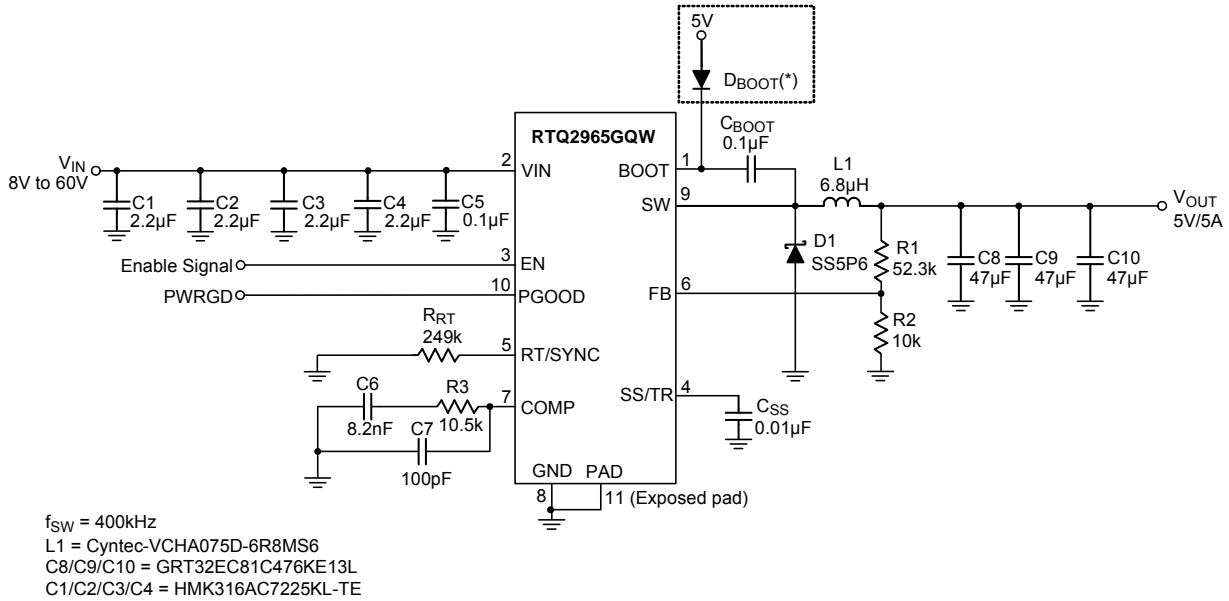 5V
DBOOT(*)
RTQ2965GQW
CBOOT
0.1µF
VIN
8V to 60V
2
VIN
BOOT
1
L1
6.8µH
C1
2.2µF
C2
2.2µF
C3
2.2µF
C4
2.2µF
C5
0.1µF
SW
9
VOUT
5V/5A
D1
SS5P6
R1
52.3k
C8
47µF
C9
47µF
C10
47µF
Enable Signal
3
EN
PWRGD
10
PGOOD
FB
6
R2
10k
RRT
249k
5
RT/SYNC
C6
8.2nF
R3
10.5k
7
COMP
SS/TR
4
CSS
0.01µF
C7
100pF
GND
PAD
8
11 (Exposed pad)
fSW = 400kHz
L1 = Cyntec-VCHA075D-6R8MS6
C8/C9/C10 = GRT32EC81C476KE13L
C1/C2/C3/C4 = HMK316AC7225KL-TE